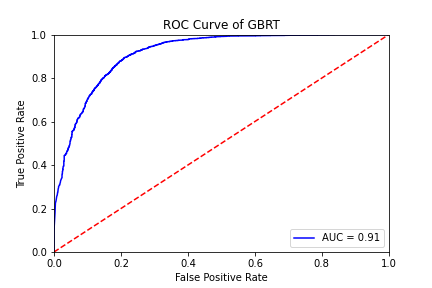 ROC Curve of GBRT
True Positive Rate
1.0
0.8
0.6
0.4
0.2
0.0
AUC = 0.91
0.0 0.2 0.4 0.6 0.8 1.0
False Positive Rate